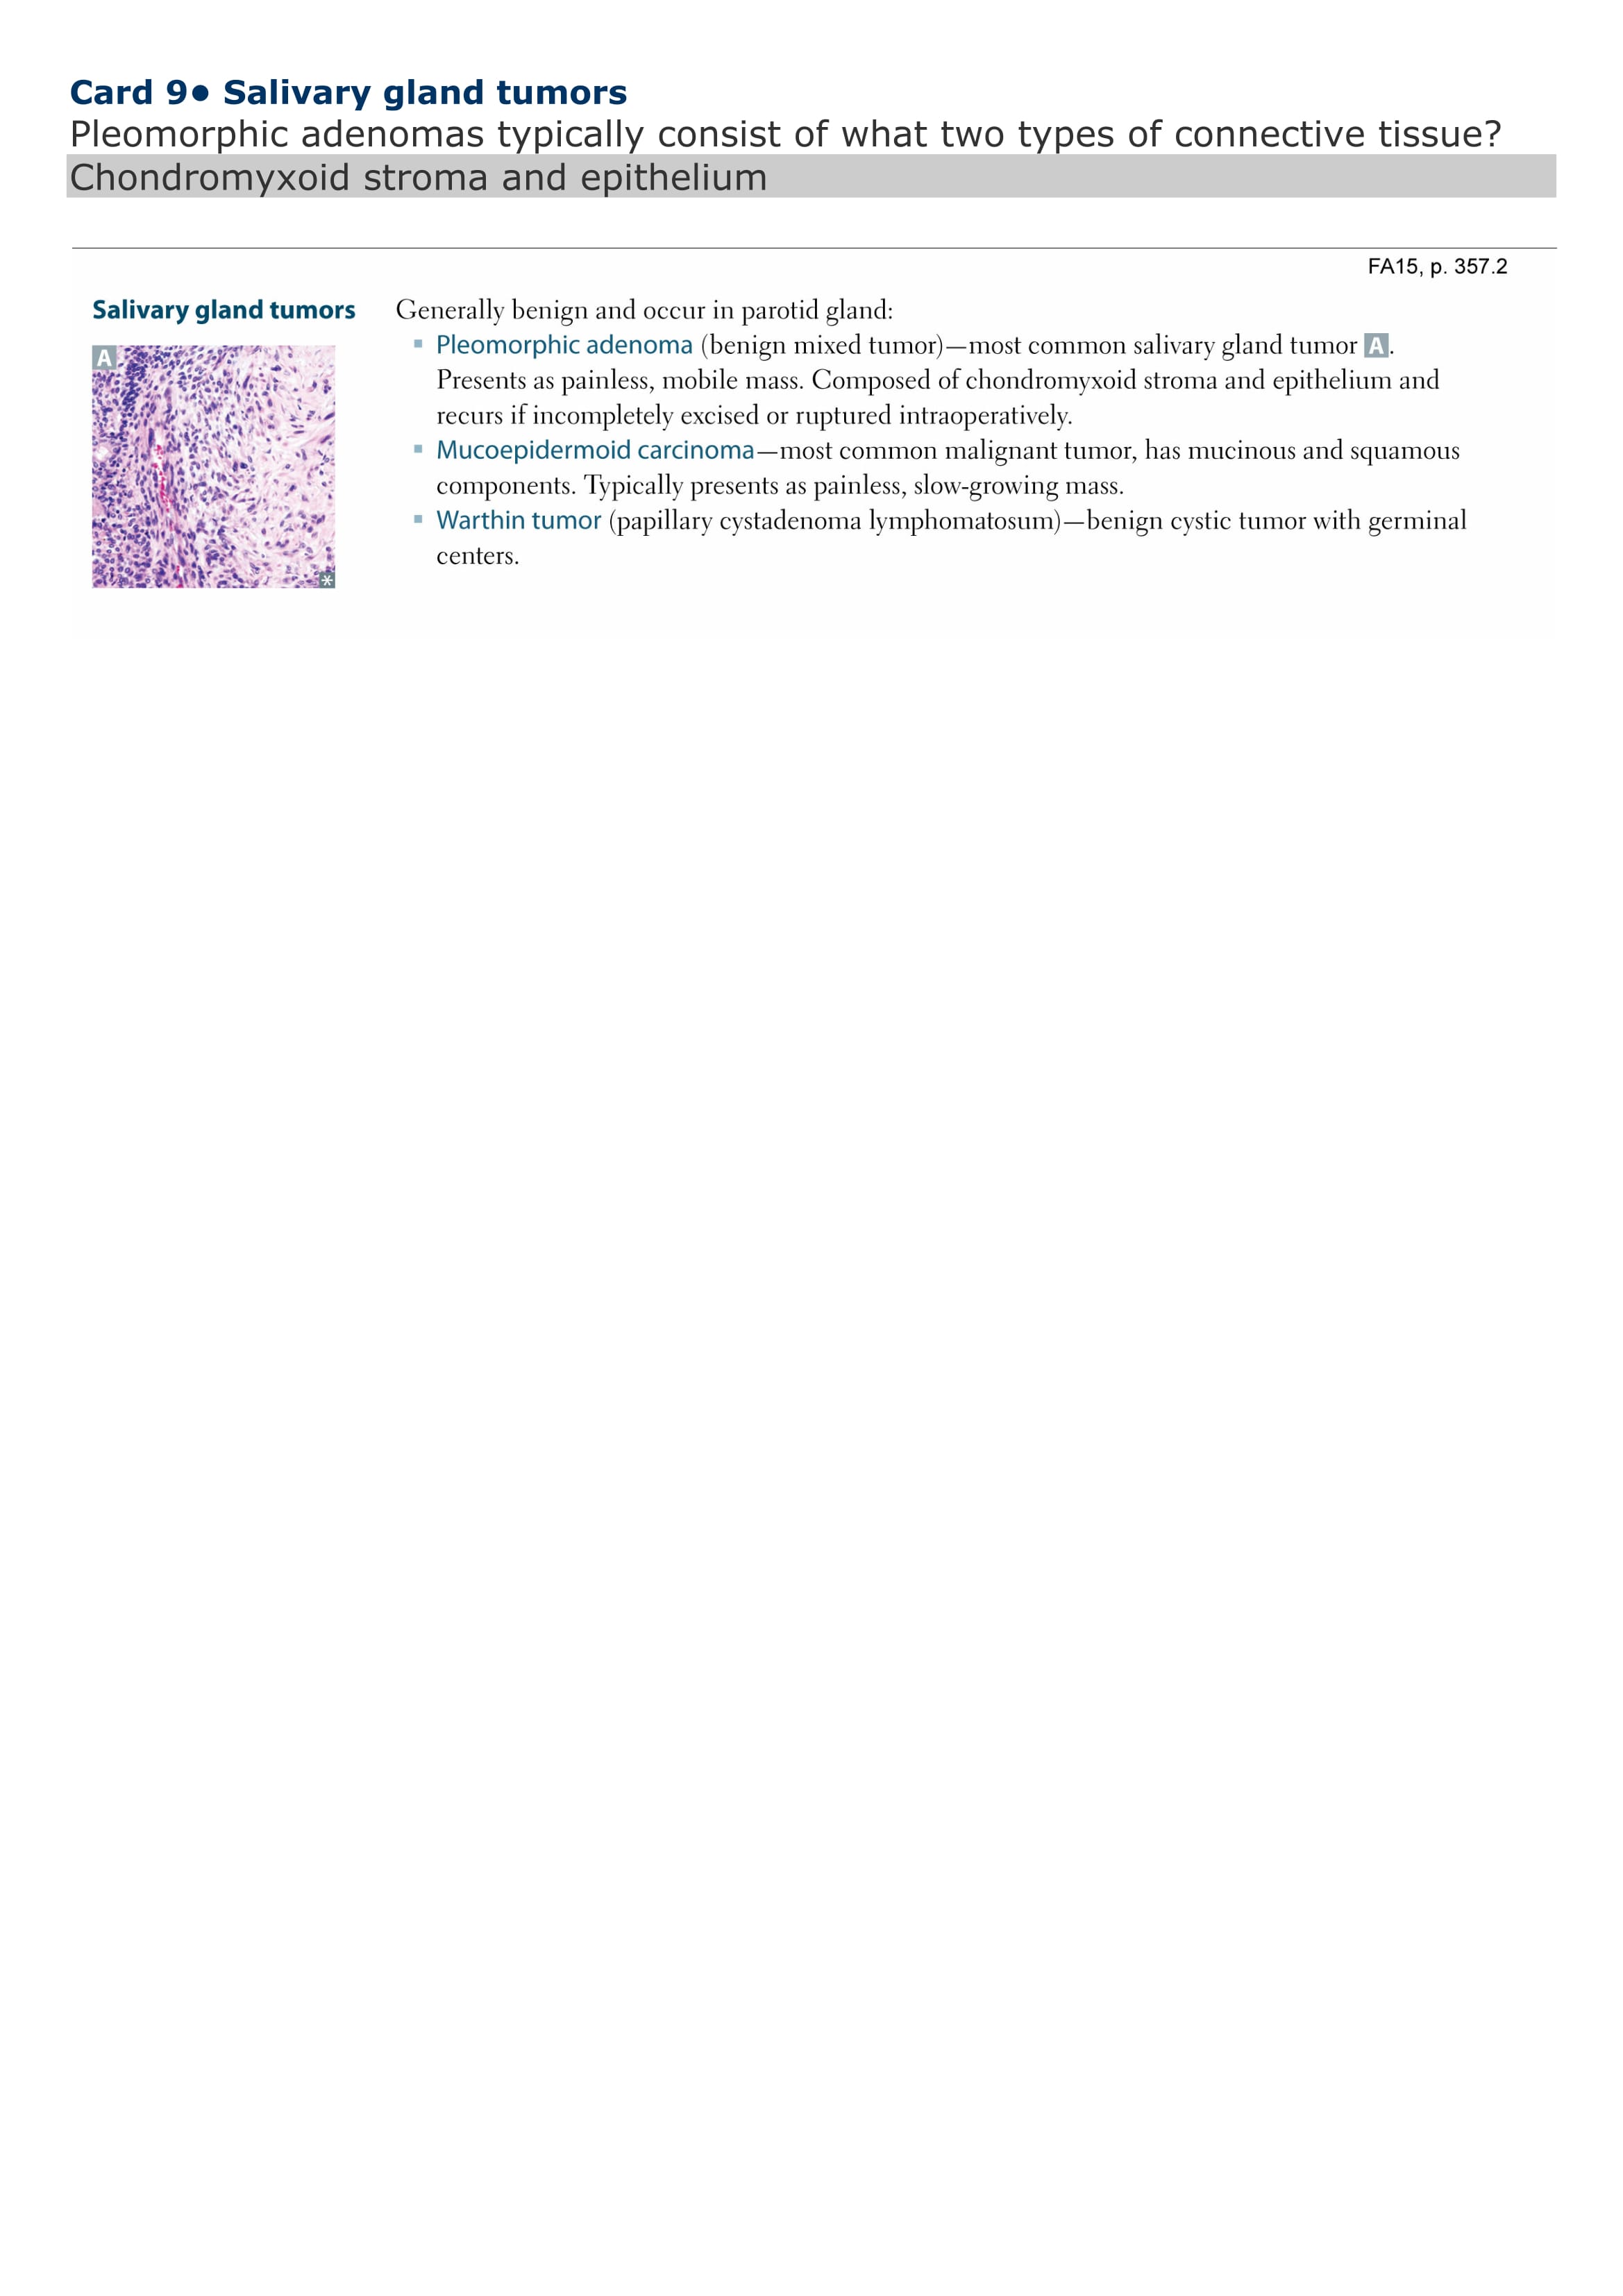 Card 9● Salivary gland tumors
Pleomorphic adenomas typically consist of what two types of connective tissue?
Chondromyxoid stroma and epithelium
FA15, p. 357.2
Salivary gland tumors
A
*
Generally benign and occur in parotid gland:
▪ Pleomorphic adenoma (benign mixed tumor)—most common salivary gland tumor A.
Presents as painless, mobile mass. Composed of chondromyxoid stroma and epithelium and
recurs if incompletely excised or ruptured intraoperatively.
▪ Mucoepidermoid carcinoma—most common malignant tumor, has mucinous and squamous
components. Typically presents as painless, slow-growing mass.
▪ Warthin tumor (papillary cystadenoma lymphomatosum)—benign cystic tumor with germinal
centers.